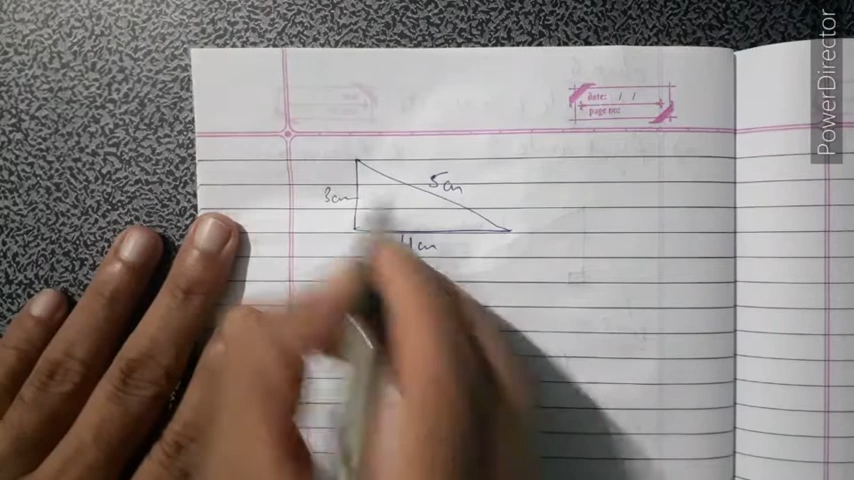 Date: / /
page no:
5cm
3cm
4cm
PowerDirector